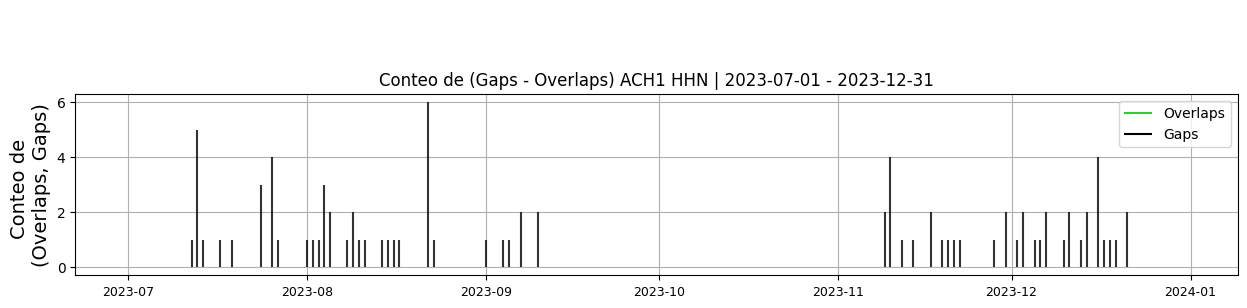 Conteo de (Gaps - Overlaps) ACH1 HHN | 2023-07-01 - 2023-12-31
Conteo de
(Overlaps, Gaps)
6
4
2
0
Overlaps
Gaps
2023-07
2023-08
2023-09
2023-10
2023-11
2023-12
2024-01